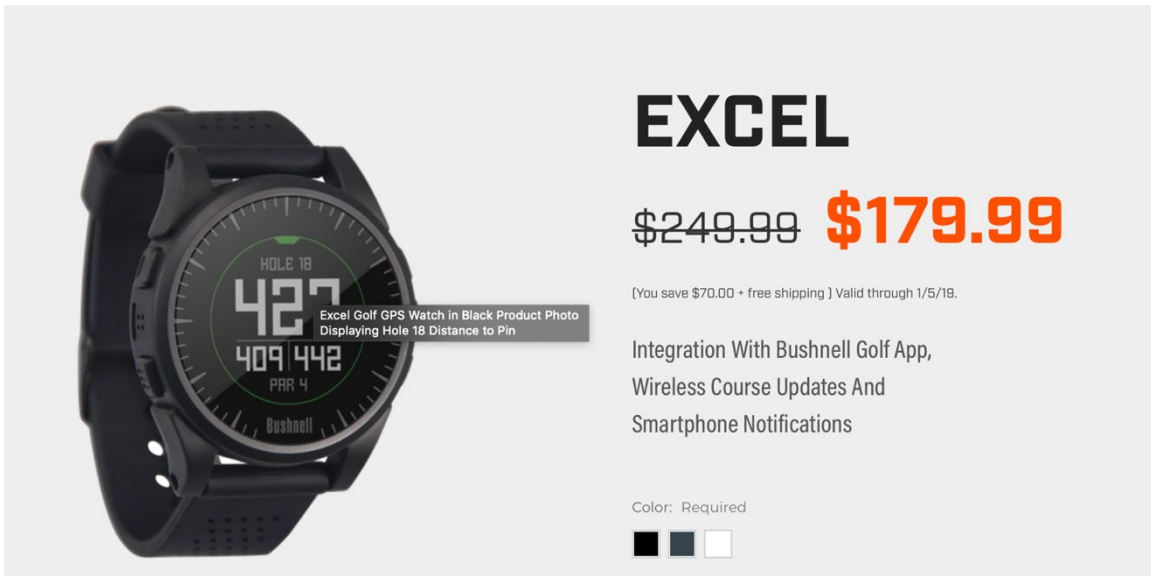 EXCEL
$249.99 $179.99
(You save $70.00 + free shipping ) Valid through 1/5/19.
Integration With Bushnell Golf App,
Wireless Course Updates And
Smartphone Notifications
Color: Required
HOLE 18
427
409 442
PAR 4
Bushnell
Excel Golf GPS Watch in Black Product Photo
Displaying Hole 18 Distance to Pin